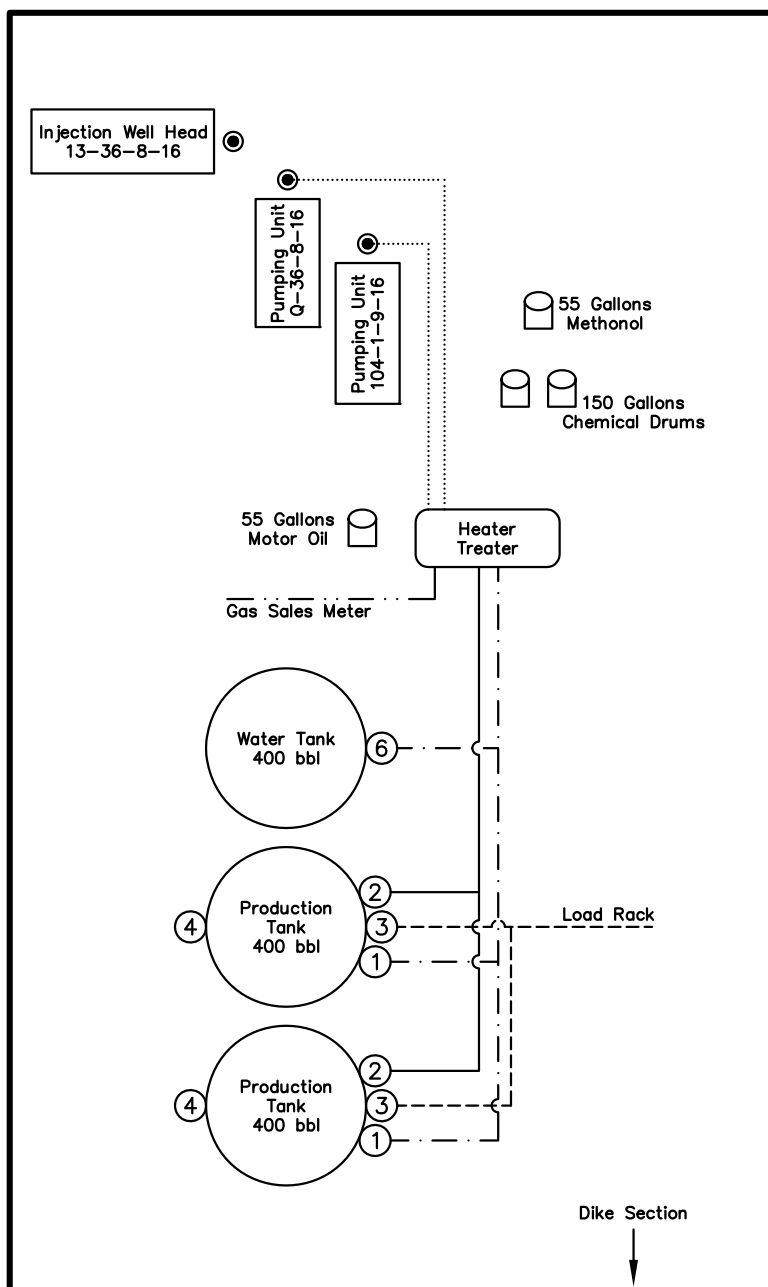 Injection Well Head
13-36-8-16
Pumping Unit
Q-36-8-16
Pumping Unit
104-1-9-16
55 Gallons
Methonol
150 Gallons
Chemical Drums
55 Gallons
Motor Oil
Heater
Treater
Gas Sales Meter
Water Tank
400 bbl
6
2
Production
Tank
400 bbl
4
3
1
Load Rack
2
Production
Tank
400 bbl
4
3
1
Dike Section